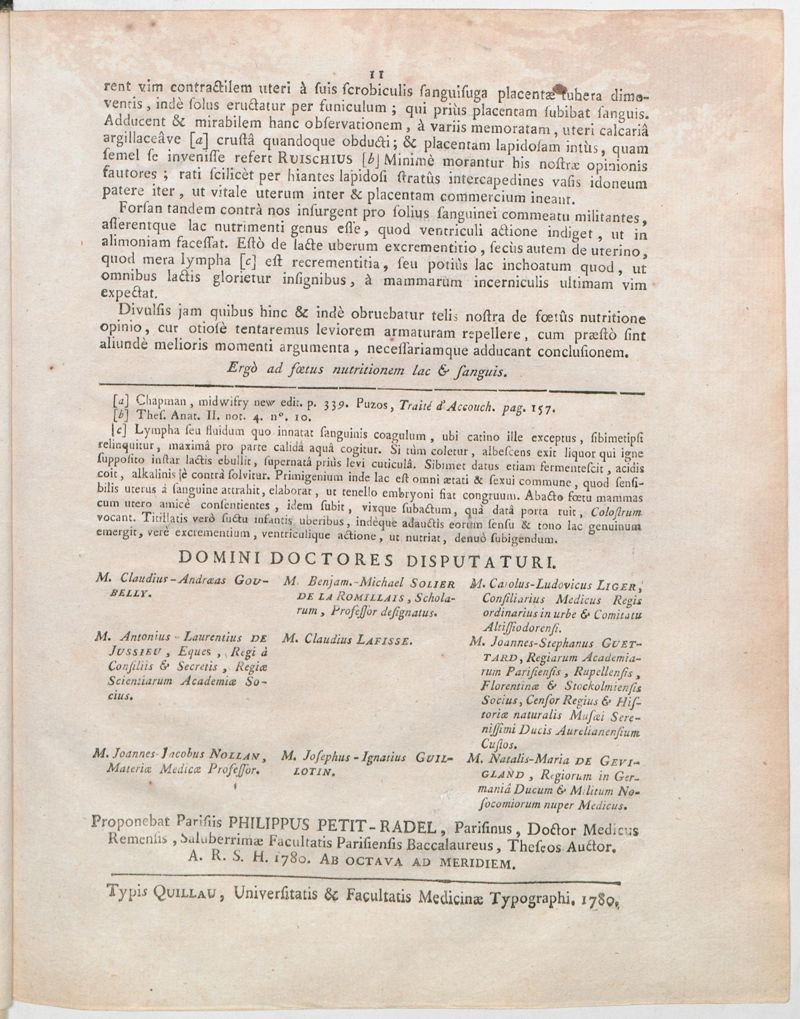 11
rent vim contractilem uteri à suis scrobiculis sanguisuga placentæ tubera dimo-
ventis, indè solus eructatur per funiculum; qui priùs placentam subibat sanguis.
Adducent & mirabilem hanc observationem, à variis memoratam, uteri calcariâ
argillaceâve [a] crustâ quandoque obducti; & placentam lapidosam intùs, quam
semel se invenisse refert RUISCHIUS [b] Minimè morantur his nostræ opinionis
fautores; rati scilicèt per hiantes lapidosi stratûs intercapedines vasis idoneum
patere iter, ut vitale uterum inter & placentam commercium ineant.
Forsan tandem contrà nos insurgent pro solius sanguinei commeatu militantes,
asserentque lac nutrimenti genus esse, quod ventriculi actione indiget, ut in
alimoniam facessat. Estò de lacte uberum excrementitio, secùs autem de uterino,
quod mera lympha [c] est recrementitia, seu potiùs lac inchoatum quod, ut
omnibus lactis glorietur insignibus, à mammarum incerniculis ultimam vim
expectat.
Divulsis jam quibus hinc & indè obruebatur telis nostra de fœtûs nutritione
opinio, cur otiosè tentaremus leviorem armaturam repellere, cum præstò sint
aliundè melioris momenti argumenta, necessariamque adducant conclusionem.
Ergò ad fœtus nutritionem lac & sanguis.
[a] Chapman, midwifry new edit. p. 339. Puzos, Traité d'Accouch. pag. 157.
[b] Thes. Anat. II. not. 4. n°. 10.
[c] Lympha seu fluidum quo innatat sanguinis coagulum, ubi catino ille exceptus, sibimetipsi
relinquitur, maximâ pro parte calidâ aquâ cogitur. Si tùm coletur, albescens exit liquor qui igne
supposito instar lactis ebullit, supernatâ priùs levi cuticulâ. Sibimet datus etiam fermentescit, acidis
coit, alkalinis è contrà solvitur. Primigenium inde lac est omni ætati & sexui commune, quod sensi-
bilis uterus à sanguine attrahit, elaborat, ut tenello embryoni fiat congruum. Abacto fœtu mammas
cum utero amicè consentientes, idem subit, vixque subactum, quâ datâ porta ruit, Colostrum
vocant. Titillatis verò suctu infantis uberibus, indèque adauctis eorum sensu & tono lac genuinum
emergit, verè excrementium, ventriculique actione, ut nutriat, denuò subigendum.
DOMINI DOCTORES DISPUTATURI.
M. Claudius-Andræas GOU-
BELLY.
M. Benjam.-Michael SOLIER
DE LA ROMILLAIS, Schola-
rum, Professor designatus.
M. Carolus-Ludovicus LIGER,
Consiliarius Medicus Regis
ordinarius in urbe & Comitatu
Altissiodorensi.
M. Antonius-Laurentius DE
JUSSIEU, Eques, Regi à
Consiliis & Secretis, Regiæ
Scientiarum Academiæ So-
cius.
M. Claudius LAFISSE.
M. Joannes-Stephanus GUET-
TARD, Regiarum Academia-
rum Parisiensis, Rupellensis,
Florentinæ & Stockolmiensis
Socius, Censor Regius & His-
toriæ naturalis Musæi Sere-
nissimi Ducis Aurelianensium
Custos.
M. Joannes-Jacobus NOLLAN,
Materiæ Medicæ Professor.
M. Josephus-Ignatius GUIL-
LOTIN.
M. Natalis-Maria DE GEVI-
GLAND, Regiorum in Ger-
maniâ Ducum & Militum No-
socomiorum nuper Medicus.
Proponebat Parisiis PHILIPPUS PETIT-RADEL, Parisinus, Doctor Medicus
Remensis, Saluberrimæ Facultatis Parisiensis Baccalaureus, Theseos Auctor.
A. R. S. H. 1780. AB OCTAVA AD MERIDIEM.
Typis QUILLAU, Universitatis & Facultatis Medicinæ Typographi, 1780.